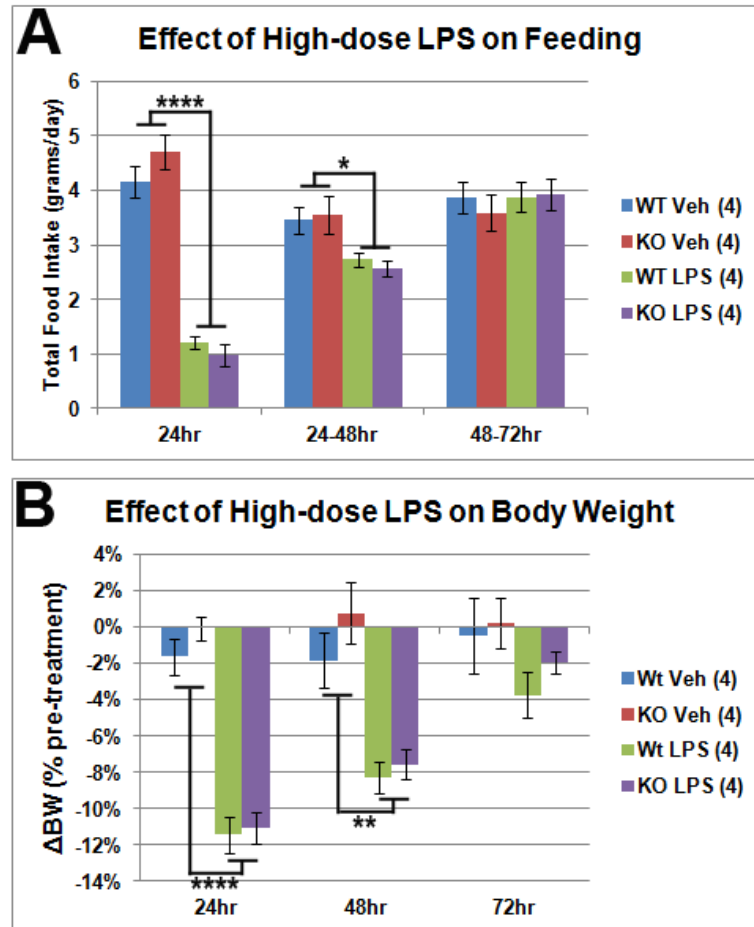 A
Effect of High-dose LPS on Feeding
Total Food Intake (grams/day)
6
5
4
3
2
1
0
****
*
24hr
24-48hr
48-72hr
WT Veh (4)
KO Veh (4)
WT LPS (4)
KO LPS (4)
B
Effect of High-dose LPS on Body Weight
ΔBW (% pre-treatment)
4%
2%
0%
-2%
-4%
-6%
-8%
-10%
-12%
-14%
****
**
24hr
48hr
72hr
Wt Veh (4)
KO Veh (4)
Wt LPS (4)
KO LPS (4)